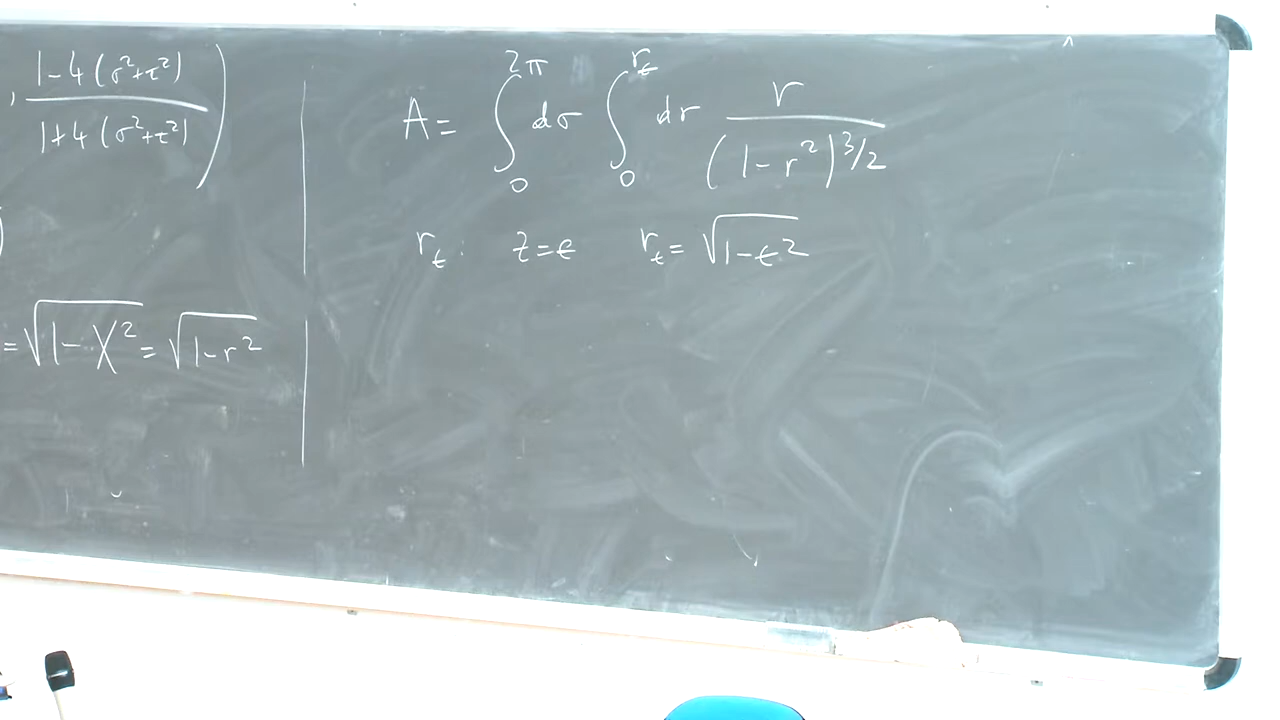 , (1-4(σ²+τ²))/(1+4(σ²+τ²)) )
)
=√(1-X²) = √(1-r²)
A = ∫₀^{2π} dσ ∫₀^{r_ε} dr r/(1-r²)^{3/2}
r_ε : z=ε r_ε = √(1-ε²)